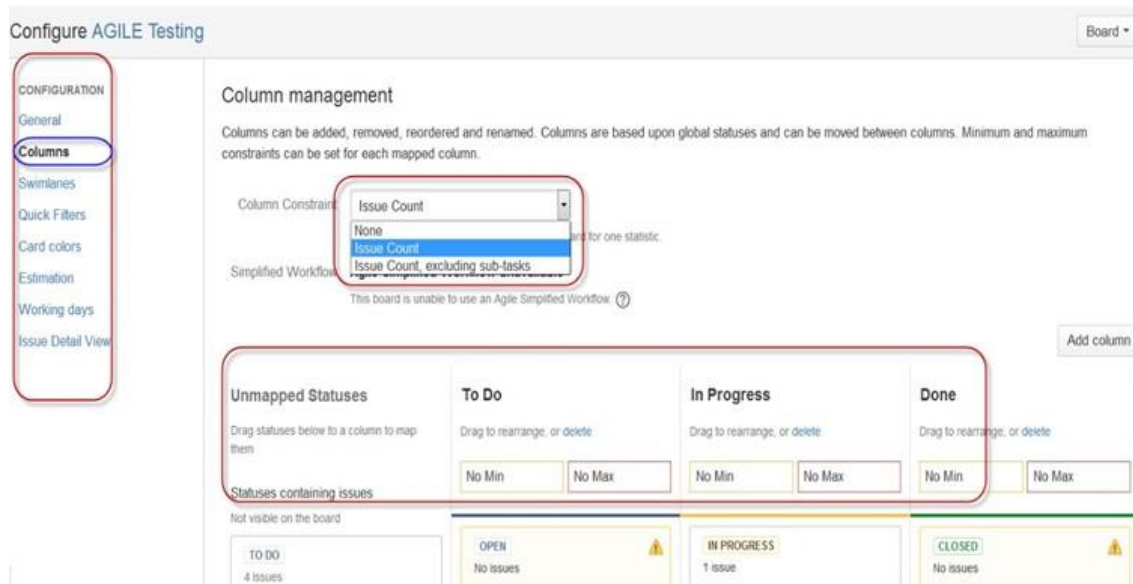 Configure AGILE Testing
Board
CONFIGURATION
General
Columns
Swimlanes
Quick Filters
Card colors
Estimation
Working days
Issue Detail View
Column management
Columns can be added, removed, reordered and renamed. Columns are based upon global statuses and can be moved between columns. Minimum and maximum
constraints can be set for each mapped column.
Column Constraint
Issue Count
None
Issue Count
Issue Count, excluding sub-tasks
for one statistic.
Simplified Workflow
This board is unable to use an Agile Simplified Workflow.
Add column
Unmapped Statuses
Drag statuses below to a column to map
them
Statuses containing issues
Not visible on the board
TO DO
4 issues
To Do
Drag to rearrange, or delete
No Min
No Max
OPEN
No issues
In Progress
Drag to rearrange, or delete
No Min
No Max
IN PROGRESS
1 issue
Done
Drag to rearrange, or delete
No Min
No Max
CLOSED
No issues